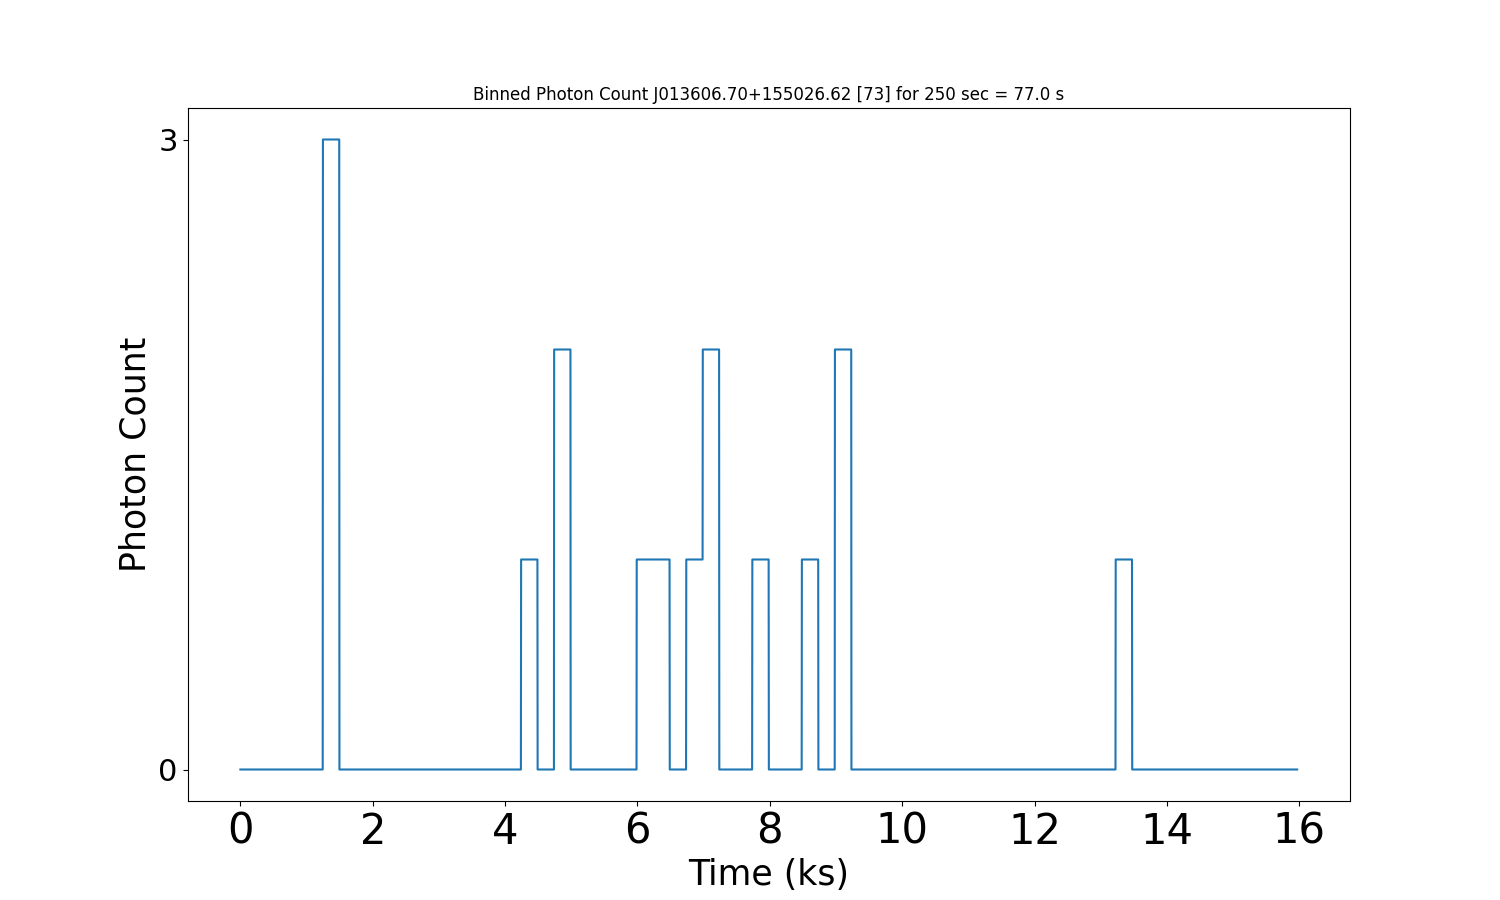 Binned Photon Count J013606.70+155026.62 [73] for 250 sec = 77.0 s
3
0
Photon Count
0 2 4 6 8 10 12 14 16
Time (ks)